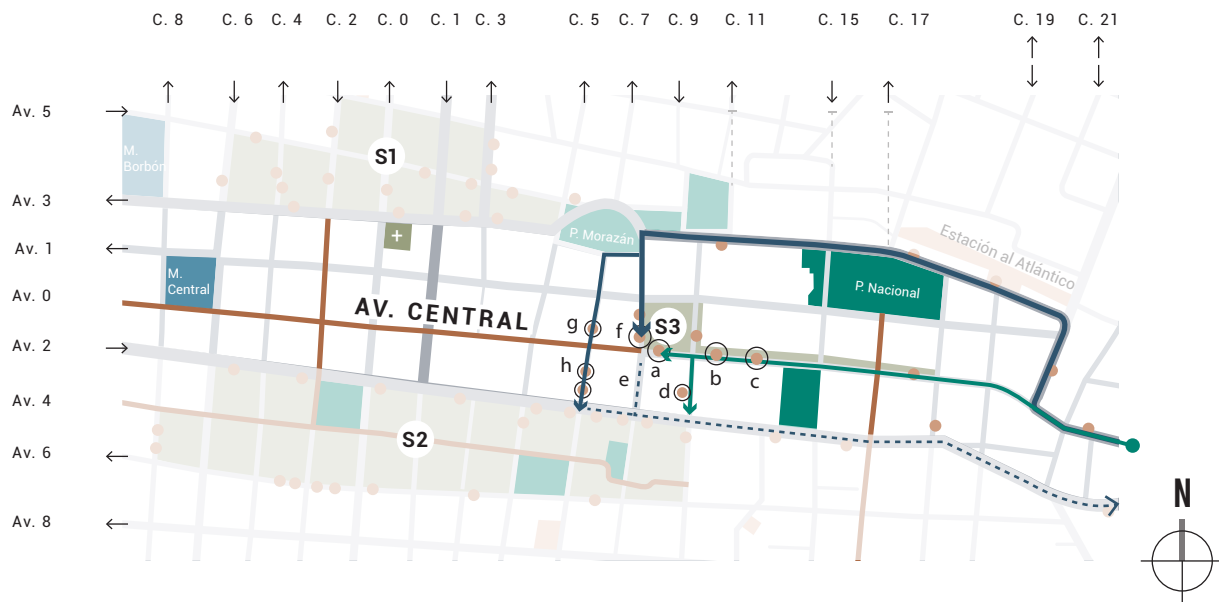 C. 8 C. 6 C. 4 C. 2 C. 0 C. 1 C. 3 C. 5 C. 7 C. 9 C. 11 C. 15 C. 17 C. 19 C. 21
Av. 5
M.
Borbón
S1
Av. 3
P. Morazán
+
Estación al Atlántico
Av. 1
M.
Central
P. Nacional
Av. 0
AV. CENTRAL
g
f
S3
Av. 2
h
e
a
b
c
d
Av. 4
S2
Av. 6
N
Av. 8